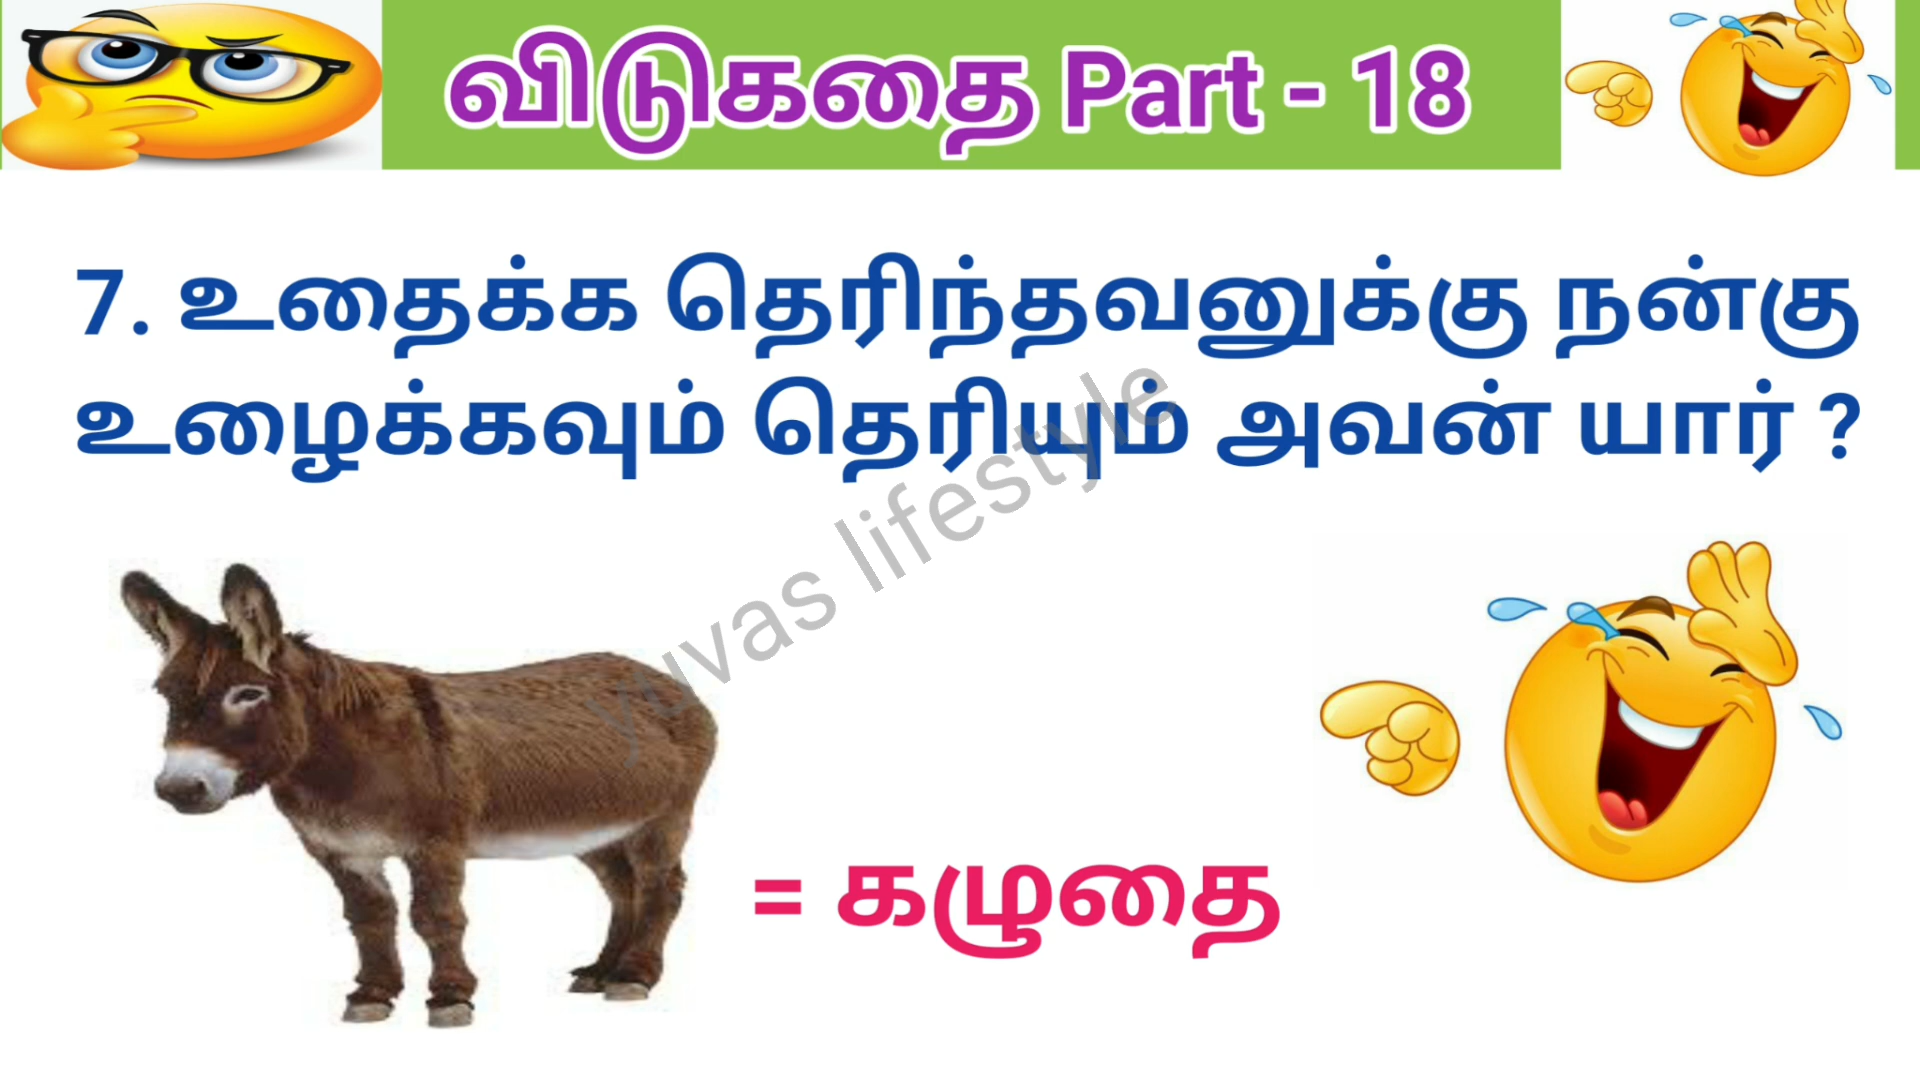 விடுகதை Part - 18
7. உதைக்க தெரிந்தவனுக்கு நன்கு
உழைக்கவும் தெரியும் அவன் யார் ?
yuvas lifestyle
= கழுதை